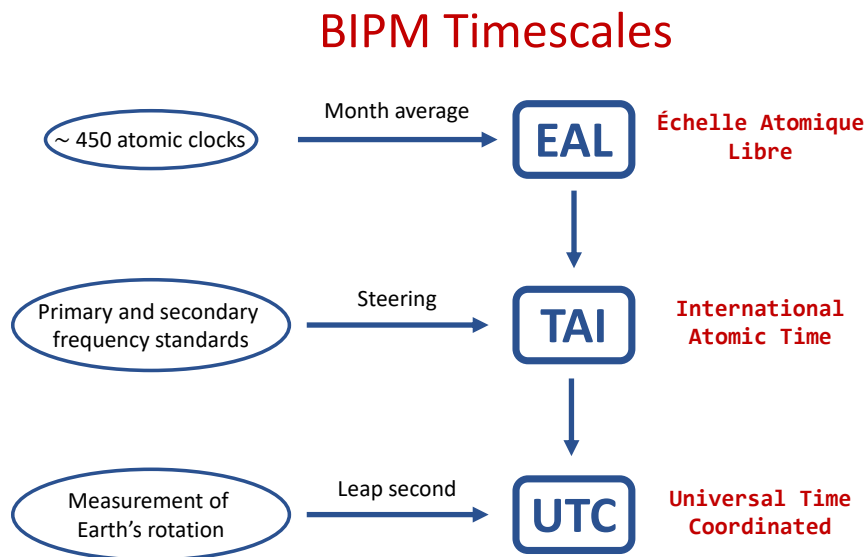 BIPM Timescales
~ 450 atomic clocks
Month average
EAL
Échelle Atomique
Libre
Primary and secondary
frequency standards
Steering
TAI
International
Atomic Time
Measurement of
Earth’s rotation
Leap second
UTC
Universal Time
Coordinated